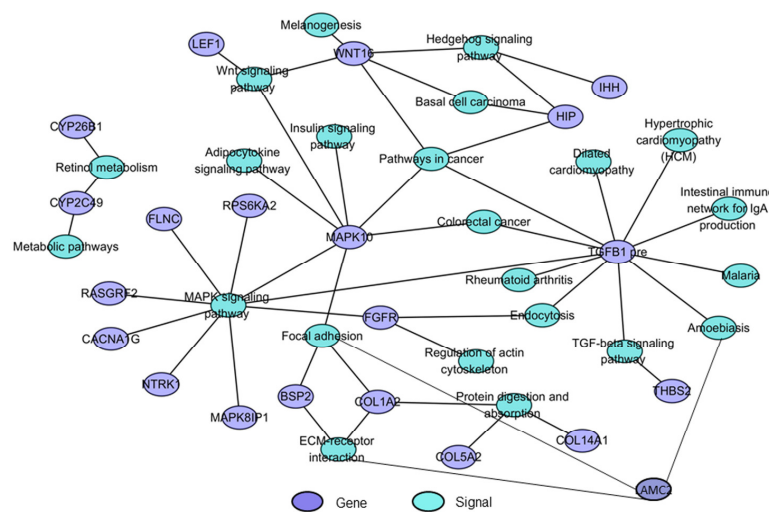 Melanogenesis
LEF1
WNT16
Hedgehog signaling
pathway
Wnt signaling
pathway
IHH
Basal cell carcinoma
HIP
CYP26B1
Insulin signaling
pathway
Hypertrophic
cardiomyopathy
(HCM)
Retinol metabolism
Adipocytokine
signaling pathway
Pathways in cancer
Dilated
cardiomyopathy
CYP2C49
Intestinal immune
network for IgA
production
FLNC
RPS6KA2
Colorectal cancer
Metabolic pathways
MAPK10
TGFB1 pre
Rheumatoid arthritis
Malaria
RASGRF2
MAPK signaling
pathway
FGFR
Endocytosis
Amoebiasis
CACNA1G
Focal adhesion
Regulation of actin
cytoskeleton
TGF-beta signaling
pathway
NTRK1
BSP2
COL1A2
Protein digestion and
absorption
THBS2
MAPK8IP1
ECM-receptor
interaction
COL5A2
COL14A1
LAMC2
Gene
Signal